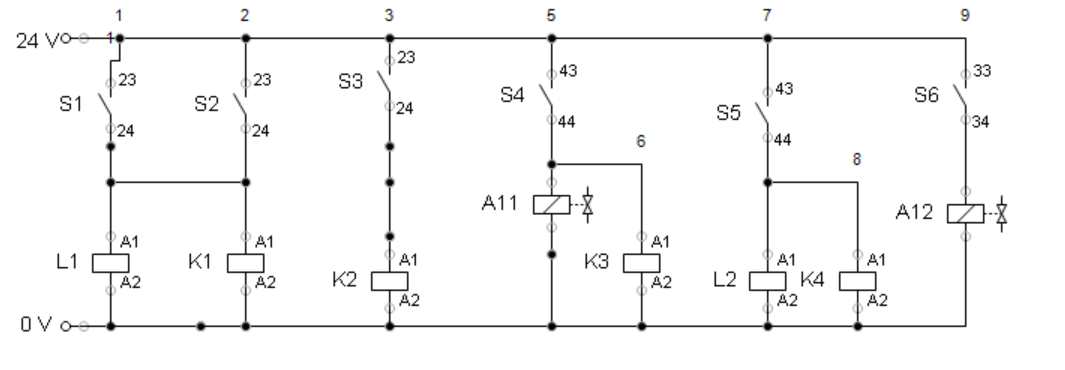 1 2 3 5 7 9
24 V 1
23 23 23 43 43 33
S1 S2 S3 S4 S5 S6
24 24 24 44 44 34
6 8
A11 A12
A1 A1 A1 A1 A1 A1
L1 K1 K2 K3 L2 K4
A2 A2 A2 A2 A2 A2
0 V